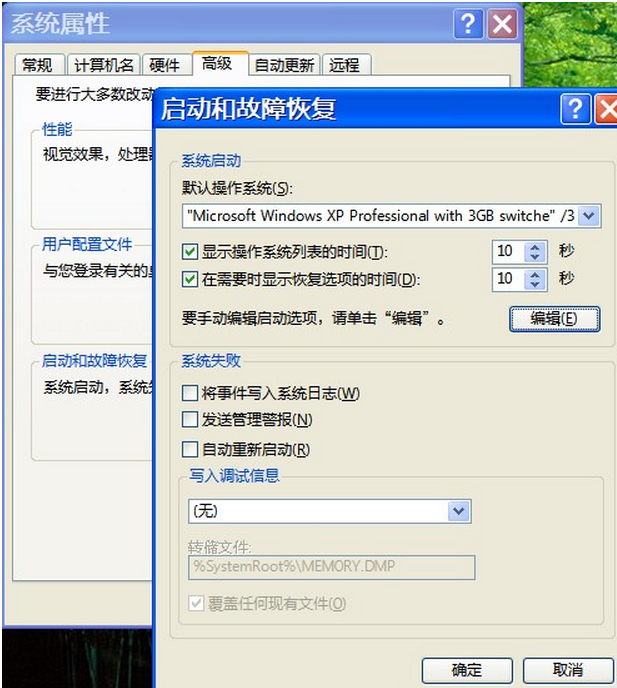 系统属性
常规 计算机名 硬件 高级 自动更新 远程
要进行大多数改动
性能
视觉效果，处理
用户配置文件
与您登录有关的
启动和故障恢复
系统启动，系统
启动和故障恢复
系统启动
默认操作系统(S):
"Microsoft Windows XP Professional with 3GB switche" /3
显示操作系统列表的时间(T): 10 秒
在需要时显示恢复选项的时间(D): 10 秒
要手动编辑启动选项，请单击“编辑”。 编辑(E)
系统失败
将事件写入系统日志(W)
发送管理警报(N)
自动重新启动(R)
写入调试信息
(无)
转储文件:
%SystemRoot%\MEMORY.DMP
覆盖任何现有文件(O)
确定 取消